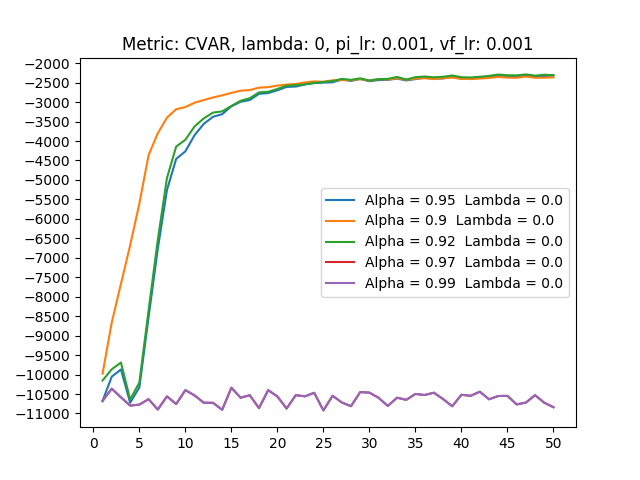 Metric: CVAR, lambda: 0, pi_lr: 0.001, vf_lr: 0.001
−2000
−2500
−3000
−3500
−4000
−4500
−5000
−5500
−6000
−6500
−7000
−7500
−8000
−8500
−9000
−9500
−10000
−10500
−11000
Alpha = 0.95  Lambda = 0.0
Alpha = 0.9  Lambda = 0.0
Alpha = 0.92  Lambda = 0.0
Alpha = 0.97  Lambda = 0.0
Alpha = 0.99  Lambda = 0.0
0 5 10 15 20 25 30 35 40 45 50